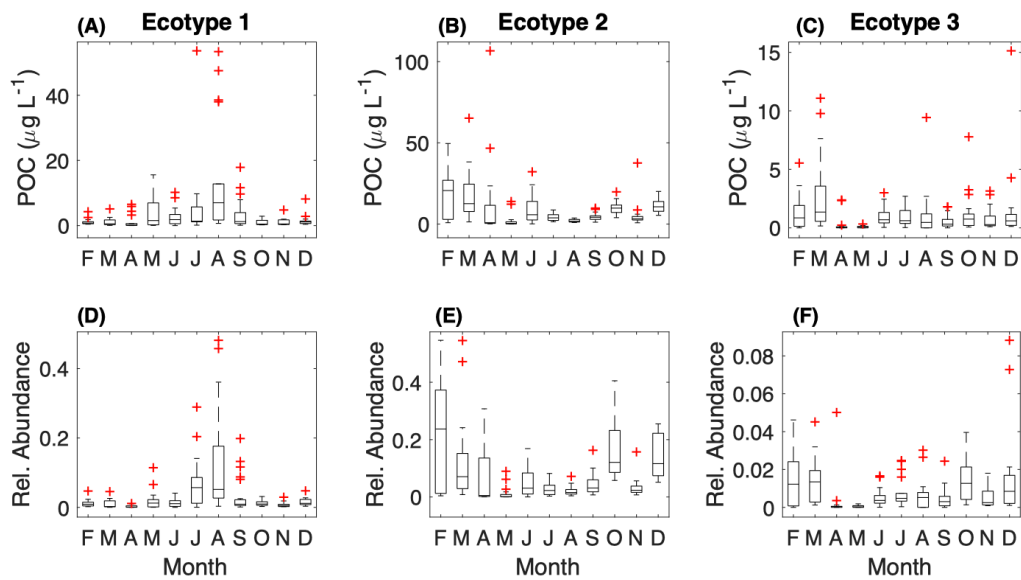 (A) Ecotype 1
(B) Ecotype 2
(C) Ecotype 3
POC (μg L⁻¹)
40
20
0
F M A M J J A S O N D
POC (μg L⁻¹)
100
50
0
F M A M J J A S O N D
POC (μg L⁻¹)
15
10
5
0
F M A M J J A S O N D
(D)
Rel. Abundance
0.4
0.2
0
F M A M J J A S O N D
Month
(E)
Rel. Abundance
0.4
0.2
0
F M A M J J A S O N D
Month
(F)
Rel. Abundance
0.08
0.06
0.04
0.02
0.00
F M A M J J A S O N D
Month